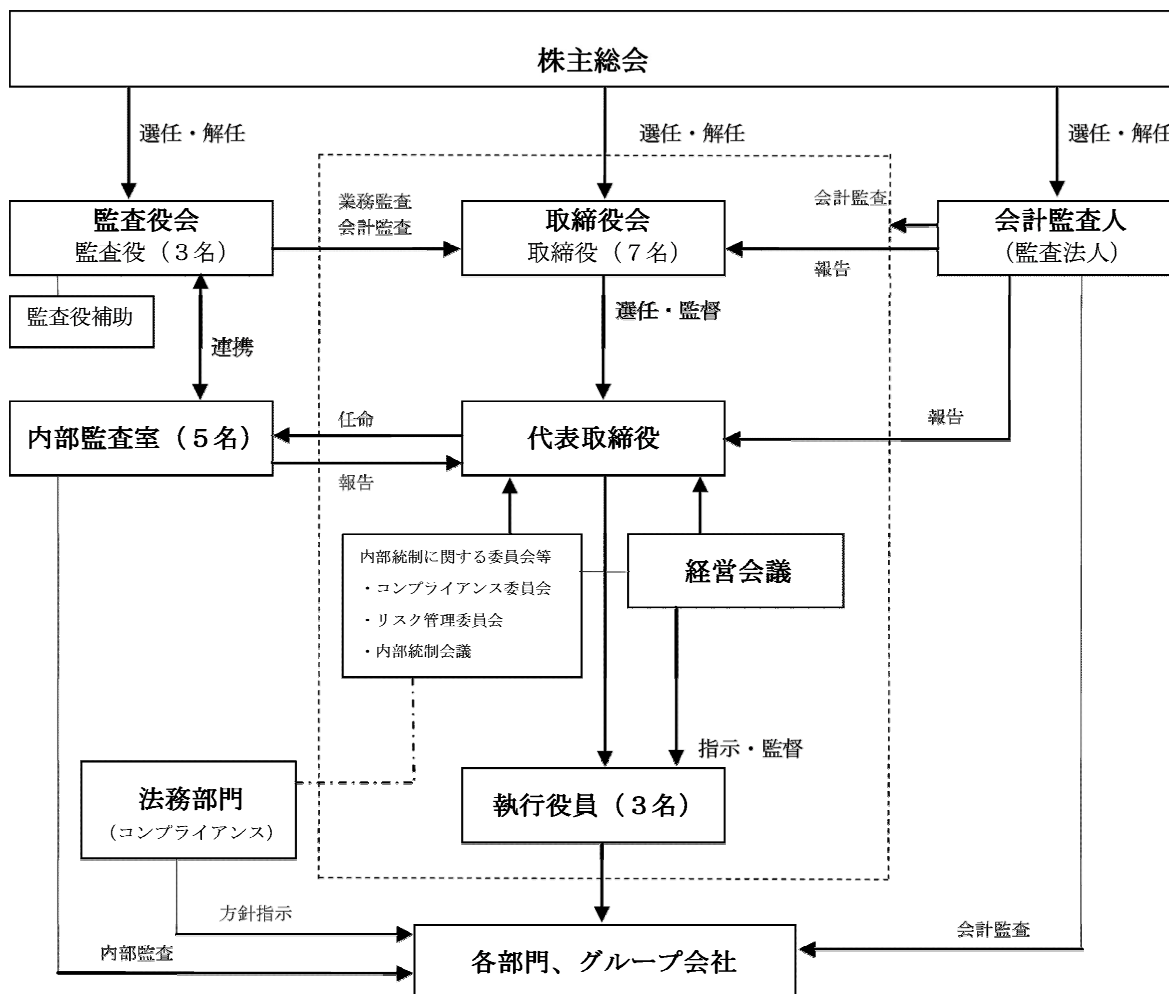 株主総会
選任・解任
選任・解任
選任・解任
監査役会
監査役（３名）
業務監査
会計監査
取締役会
取締役（７名）
会計監査
会計監査人
(監査法人)
報告
監査役補助
選任・監督
連携
内部監査室（５名）
任命
報告
代表取締役
報告
内部統制に関する委員会等
・コンプライアンス委員会
・リスク管理委員会
・内部統制会議
経営会議
指示・監督
法務部門
（コンプライアンス）
執行役員（３名）
方針指示
内部監査
各部門、グループ会社
会計監査